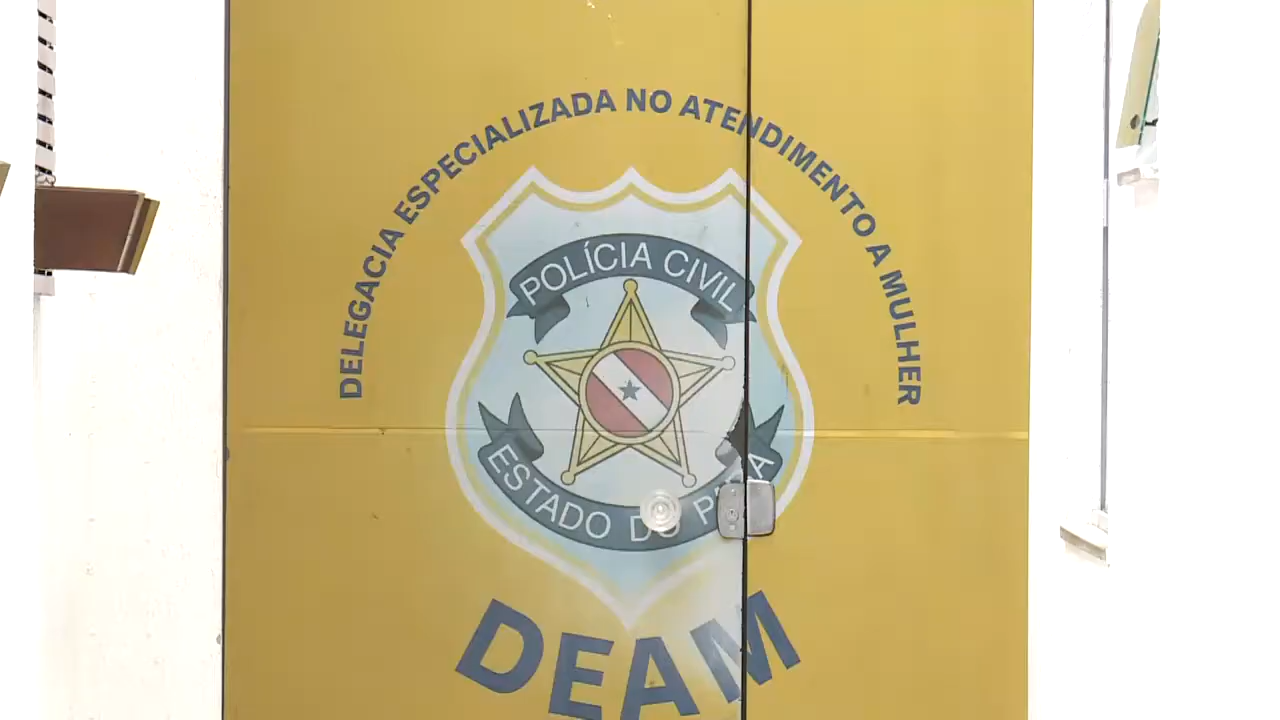 DELEGACIA ESPECIALIZADA NO ATENDIMENTO A MULHER
POLÍCIA CIVIL
ESTADO DO
DEAM